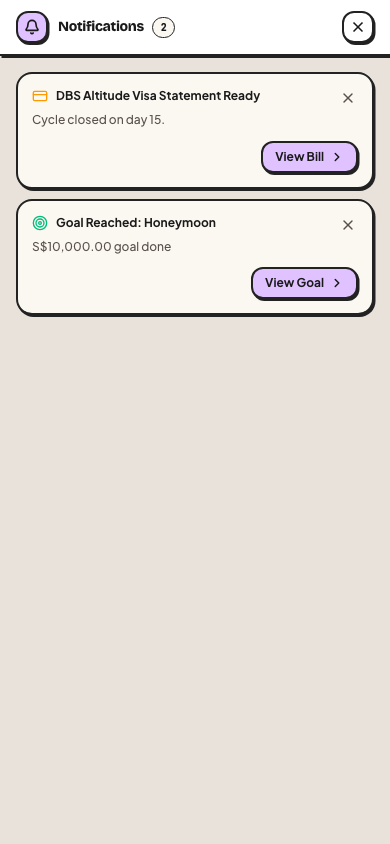 Notifications 2
DBS Altitude Visa Statement Ready
Cycle closed on day 15.
View Bill
Goal Reached: Honeymoon
S$10,000.00 goal done
View Goal